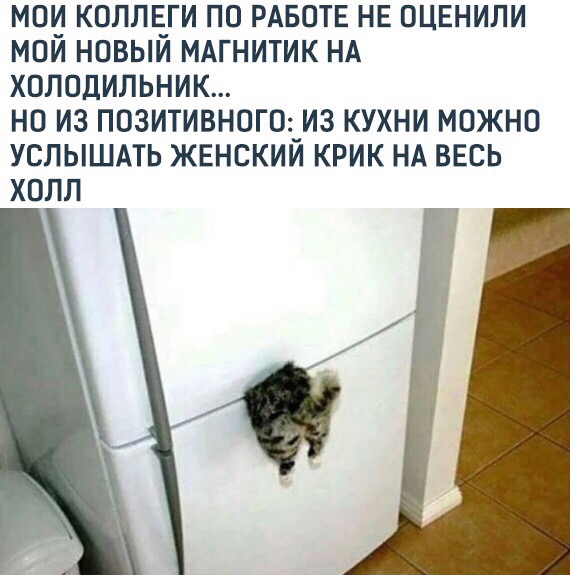 МОИ КОЛЛЕГИ ПО РАБОТЕ НЕ ОЦЕНИЛИ
МОЙ НОВЫЙ МАГНИТИК НА
ХОЛОДИЛЬНИК...
НО ИЗ ПОЗИТИВНОГО: ИЗ КУХНИ МОЖНО
УСЛЫШАТЬ ЖЕНСКИЙ КРИК НА ВЕСЬ
ХОЛЛ